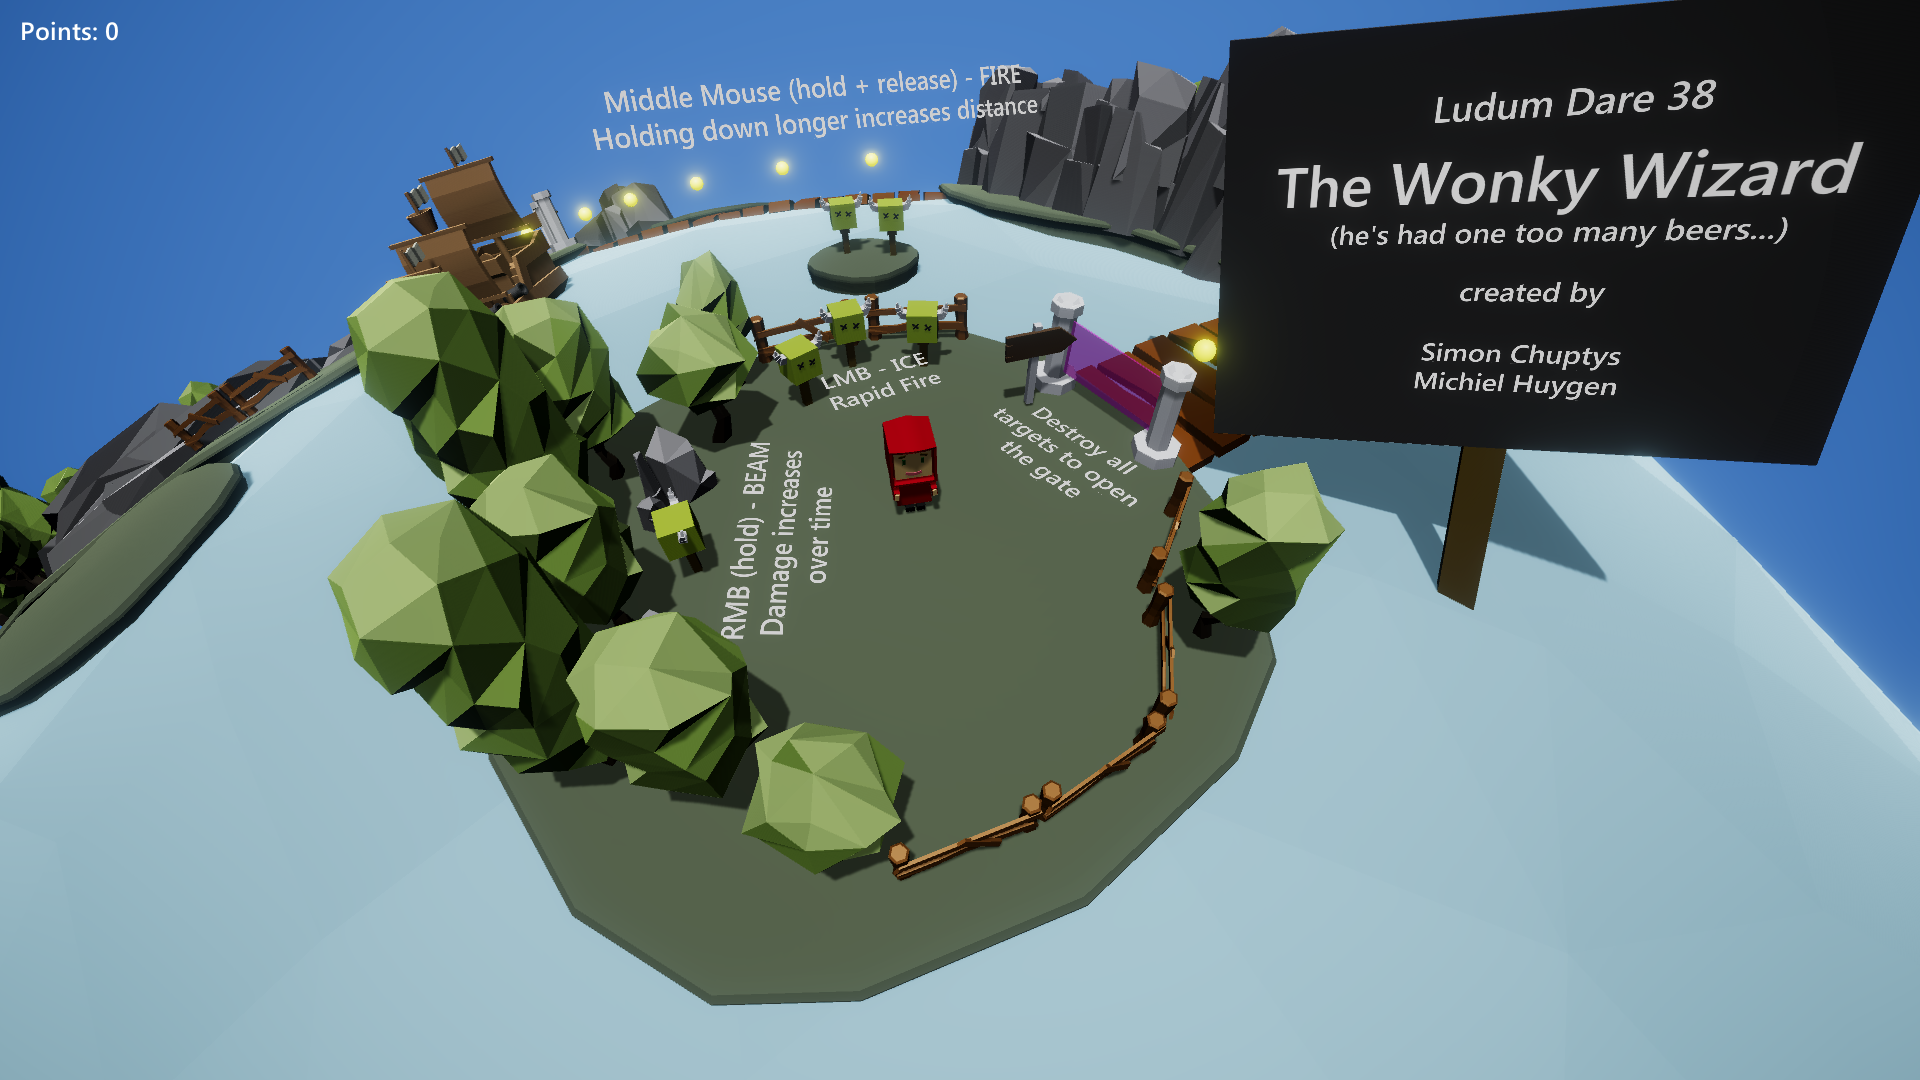 Points: 0
Middle Mouse (hold + release) - FIRE
Holding down longer increases distance
Ludum Dare 38
The Wonky Wizard
(he's had one too many beers...)
created by
Simon Chuptys
Michiel Huygen
LMB - ICE
Rapid Fire
Destroy all
targets to open
the gate
RMB (hold) - BEAM
Damage increases
over time